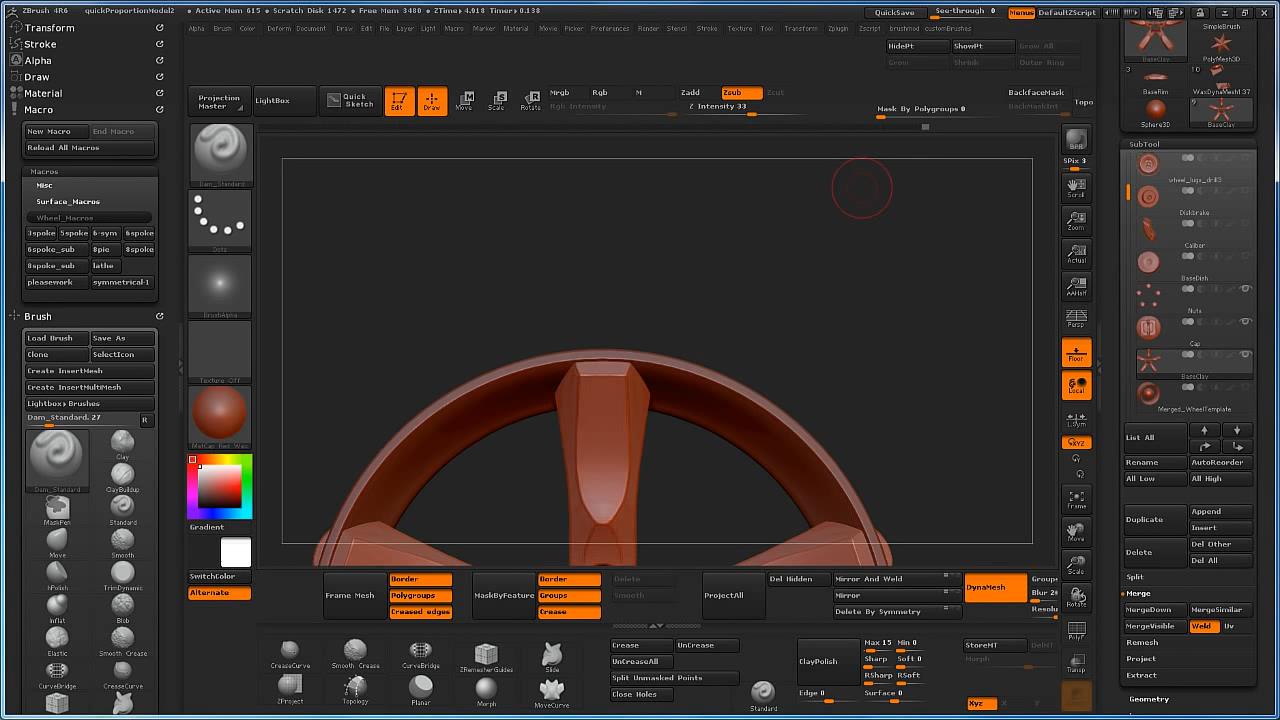 ZBrush 4R6 quickProportionModel2 • Active Mem 615 • Scratch Disk 1472 • Free Mem 3480 • ZTime▸4.018 Timer▸0.138 QuickSave See-through 0 Menus DefaultZScript
Alpha Brush Color Deform Document Draw Edit File Layer Light Macro Marker Material Movie Picker Preferences Render Stencil Stroke Texture Tool Transform Zplugin Zscript brushmod customBrushes
Transform
Stroke
Alpha
Draw
Material
Macro
New Macro End Macro
Reload All Macros
Macros
Misc
Surface_Macros
Wheel_Macros
3spoke 5spoke 6-sym 6spoke
6spoke_sub 8pie 8spoke
8spoke_sub lathe
pleasework symmetrical-1
Brush
Load Brush Save As
Clone SelectIcon
Create InsertMesh
Create InsertMultiMesh
Lightbox▸Brushes
Dam_Standard. 27 R
Dam_Standard
Clay
ClayBuildup
MaskPen Standard
Move Smooth
hPolish TrimDynamic
Inflat Blob
Elastic Smooth Crease
CurveBridge CreaseCurve
HidePt ShowPt Grow All
Grow Shrink Outer Ring
Projection Master
LightBox
Quick Sketch
Edit Draw Move Scale Rotate
Mrgb Rgb M
Rgb Intensity
Zadd Zsub Zcut
Z Intensity 33
Mask By Polygroups 0
BackfaceMask
BackMaskInt
Topo
Dam_Standard
Dots
BrushAlpha
Texture Off
MatCap Red Wax
Gradient
SwitchColor
Alternate
BPR
SPix 3
Scroll
Zoom
Actual
AAHalf
Persp
Floor
Local
L.Sym
XYZ
Frame
Move
Scale
Rotate
PolyF
Transp
Frame Mesh
Border
Polygroups
Creased edges
MaskByFeature
Border
Groups
Crease
Delete
Smooth
ProjectAll
Del Hidden
Mirror And Weld
Mirror
Delete By Symmetry
DynaMesh
Groups
Blur 2
Resolu
CreaseCurve Smooth Crease CurveBridge ZRemesherGuides Slide
ZProject Topology Planar Morph MoveCurve
Crease UnCrease
UnCreaseAll
Split Unmasked Points
Close Holes
Standard
ClayPolish
Max 15 Min 0
Sharp Soft 0
RSharp RSoft
Edge 0 Surface 0
StoreMT DelMT
Morph
Xyz X Y Z
BaseClay
SimpleBrush
PolyMesh3D
3 10
BaseRim WaxDynaMesh137
9
Sphere3D BaseClay
SubTool
wheel_lugs_drill3
Diskbrake
Caliber
BaseDish
Nuts
Cap
BaseClay
Merged_WheelTemplate
List All
Rename AutoReorder
All Low All High
Duplicate
Append
Insert
Delete
Del Other
Del All
Split
Merge
MergeDown MergeSimilar
MergeVisible Weld Uv
Remesh
Project
Extract
Geometry